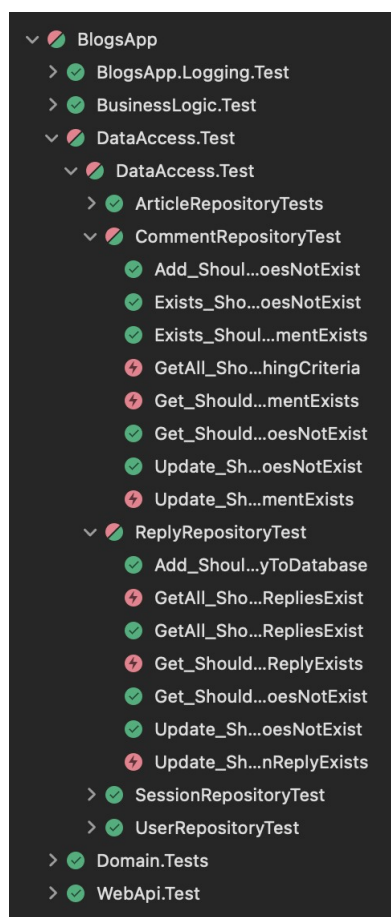 BlogsApp
BlogsApp.Logging.Test
BusinessLogic.Test
DataAccess.Test
DataAccess.Test
ArticleRepositoryTests
CommentRepositoryTest
Add_Shoul...oesNotExist
Exists_Sho...oesNotExist
Exists_Shoul...mentExists
GetAll_Sho...hingCriteria
Get_Should...mentExists
Get_Should...oesNotExist
Update_Sh...oesNotExist
Update_Sh...mentExists
ReplyRepositoryTest
Add_Shoul...yToDatabase
GetAll_Sho...RepliesExist
GetAll_Sho...RepliesExist
Get_Should...ReplyExists
Get_Should...oesNotExist
Update_Sh...oesNotExist
Update_Sh...nReplyExists
SessionRepositoryTest
UserRepositoryTest
Domain.Tests
WebApi.Test